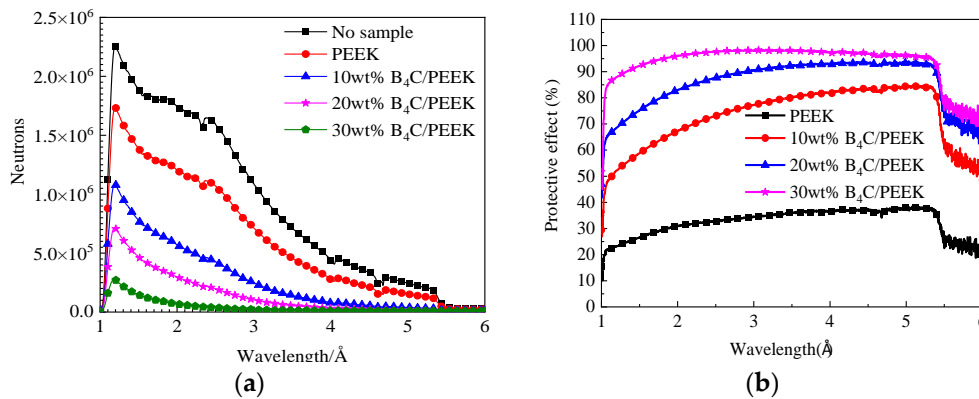 2.5×10⁶
2.0×10⁶
1.5×10⁶
1.0×10⁶
5.0×10⁵
0.0
Neutrons
No sample
PEEK
10wt% B₄C/PEEK
20wt% B₄C/PEEK
30wt% B₄C/PEEK
1 2 3 4 5 6
Wavelength/Å
(a)
110
100
90
80
70
60
50
40
30
20
10
0
Protective effect (%)
PEEK
10wt% B₄C/PEEK
20wt% B₄C/PEEK
30wt% B₄C/PEEK
1 2 3 4 5 6
Wavelength(Å)
(b)